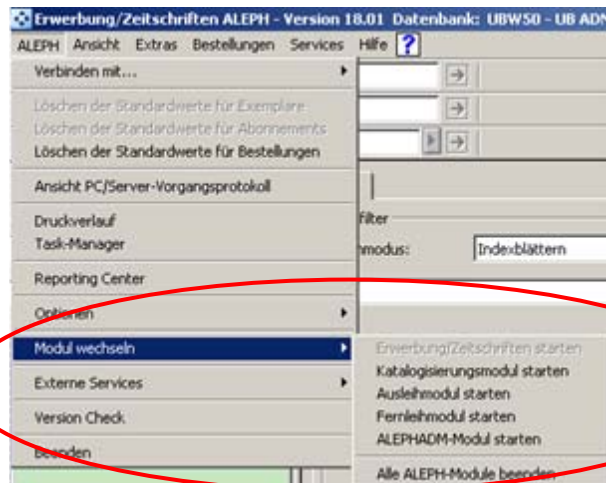 Erwerbung/Zeitschriften ALEPH - Version 18.01 Datenbank: UBW50 - UB ADM
ALEPH Ansicht Extras Bestellungen Services Hilfe ?
Verbinden mit...
Löschen der Standardwerte für Exemplare
Löschen der Standardwerte für Abonnements
Löschen der Standardwerte für Bestellungen
Ansicht PC/Server-Vorgangsprotokoll
Druckverlauf
filter
Task-Manager
modus: Indexblättern
Reporting Center
Optionen
Modul wechseln
Erwerbung/Zeitschriften starten
Katalogisierungsmodul starten
Externe Services
Ausleihmodul starten
Fernleihmodul starten
Version Check
ALEPHADM-Modul starten
Beenden
Alle ALEPH-Module beenden